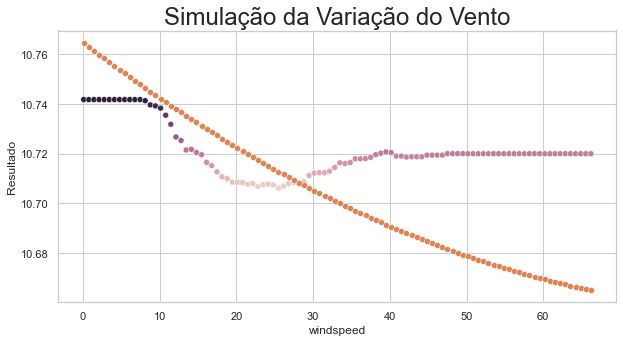 Simulação da Variação do Vento
10.76
10.74
10.72
10.70
10.68
Resultado
0 10 20 30 40 50 60
windspeed